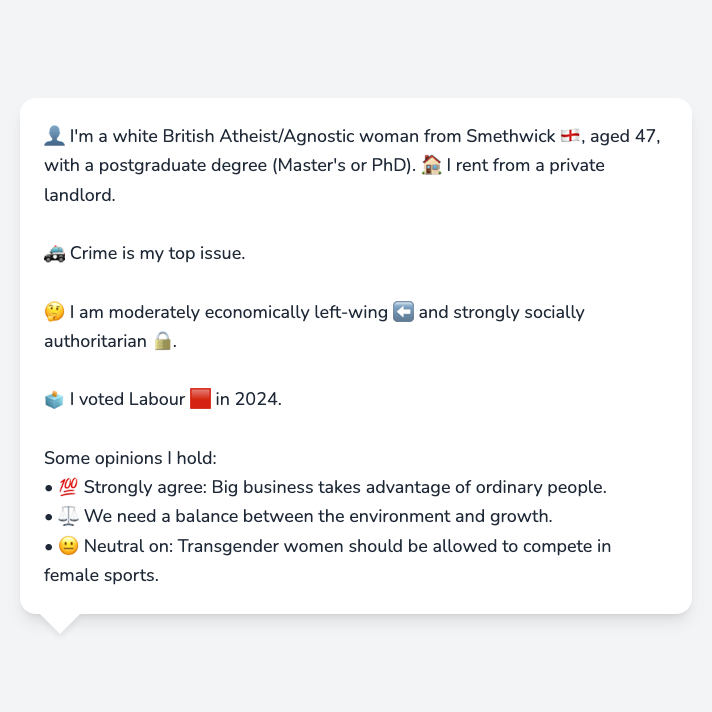 👤 I'm a white British Atheist/Agnostic woman from Smethwick 🏴󠁧󠁢󠁥󠁮󠁧󠁿, aged 47,
with a postgraduate degree (Master's or PhD). 🏠 I rent from a private
landlord.
🚓 Crime is my top issue.
🤔 I am moderately economically left-wing ⬅️ and strongly socially
authoritarian 🔒.
🗳️ I voted Labour 🟥 in 2024.
Some opinions I hold:
• 💯 Strongly agree: Big business takes advantage of ordinary people.
• ⚖️ We need a balance between the environment and growth.
• 😐 Neutral on: Transgender women should be allowed to compete in
female sports.